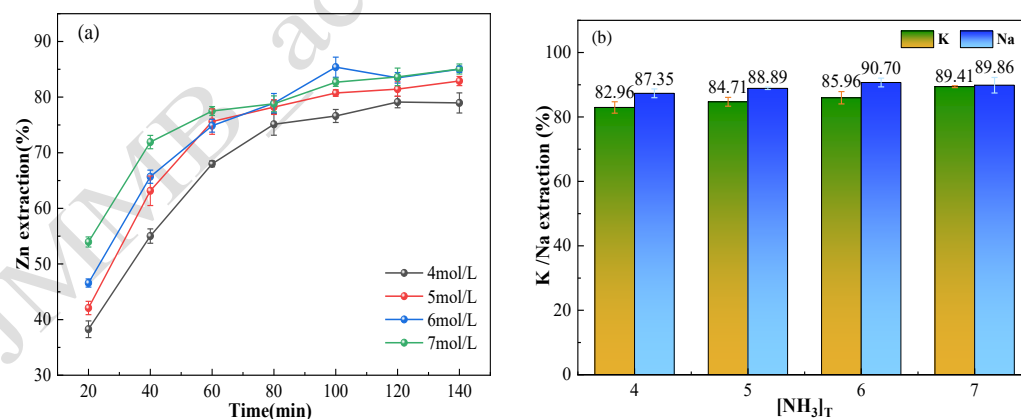 (a)
Zn extraction(%)
90
80
70
60
50
40
30
20
40
60
80
100
120
140
Time(min)
4mol/L
5mol/L
6mol/L
7mol/L
(b)
K
Na
K /Na extraction (%)
100
80
60
40
20
0
82.96
87.35
84.71
88.89
85.96
90.70
89.41
89.86
4
5
6
7
[NH₃]T
JMMB ac